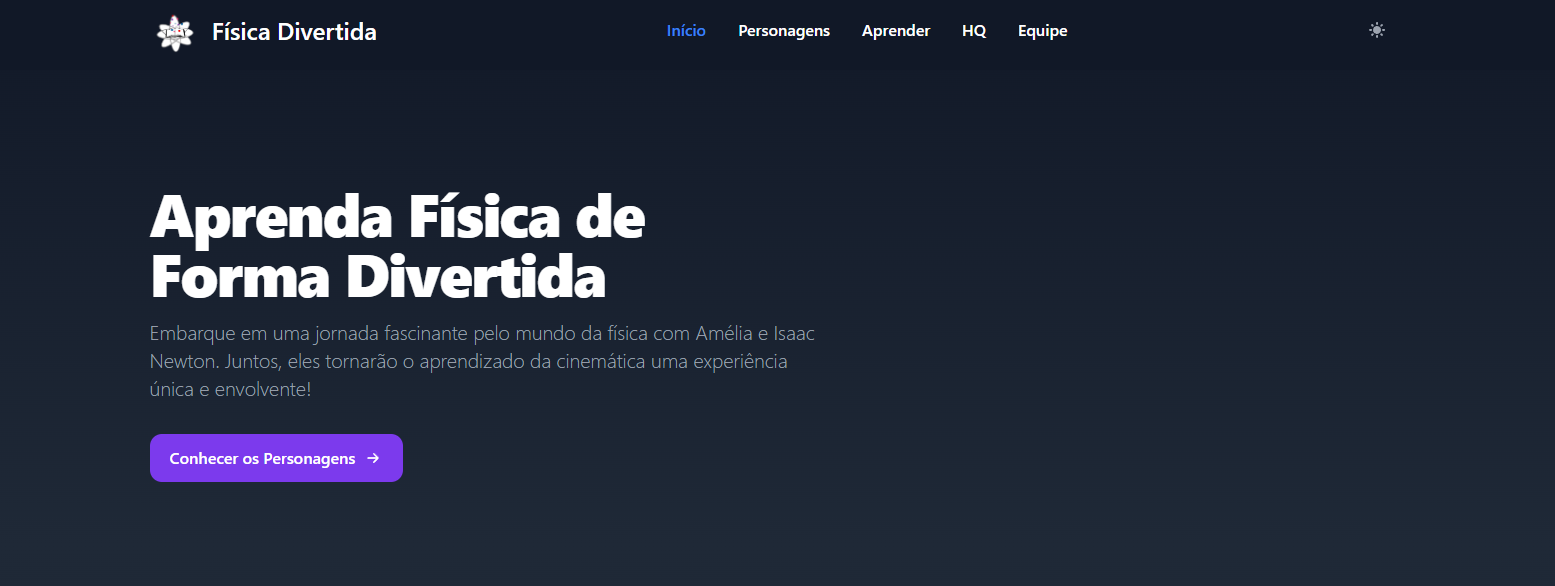 Física Divertida
Início
Personagens
Aprender
HQ
Equipe
Aprenda Física de
Forma Divertida
Embarque em uma jornada fascinante pelo mundo da física com Amélia e Isaac
Newton. Juntos, eles tornarão o aprendizado da cinemática uma experiência
única e envolvente!
Conhecer os Personagens →